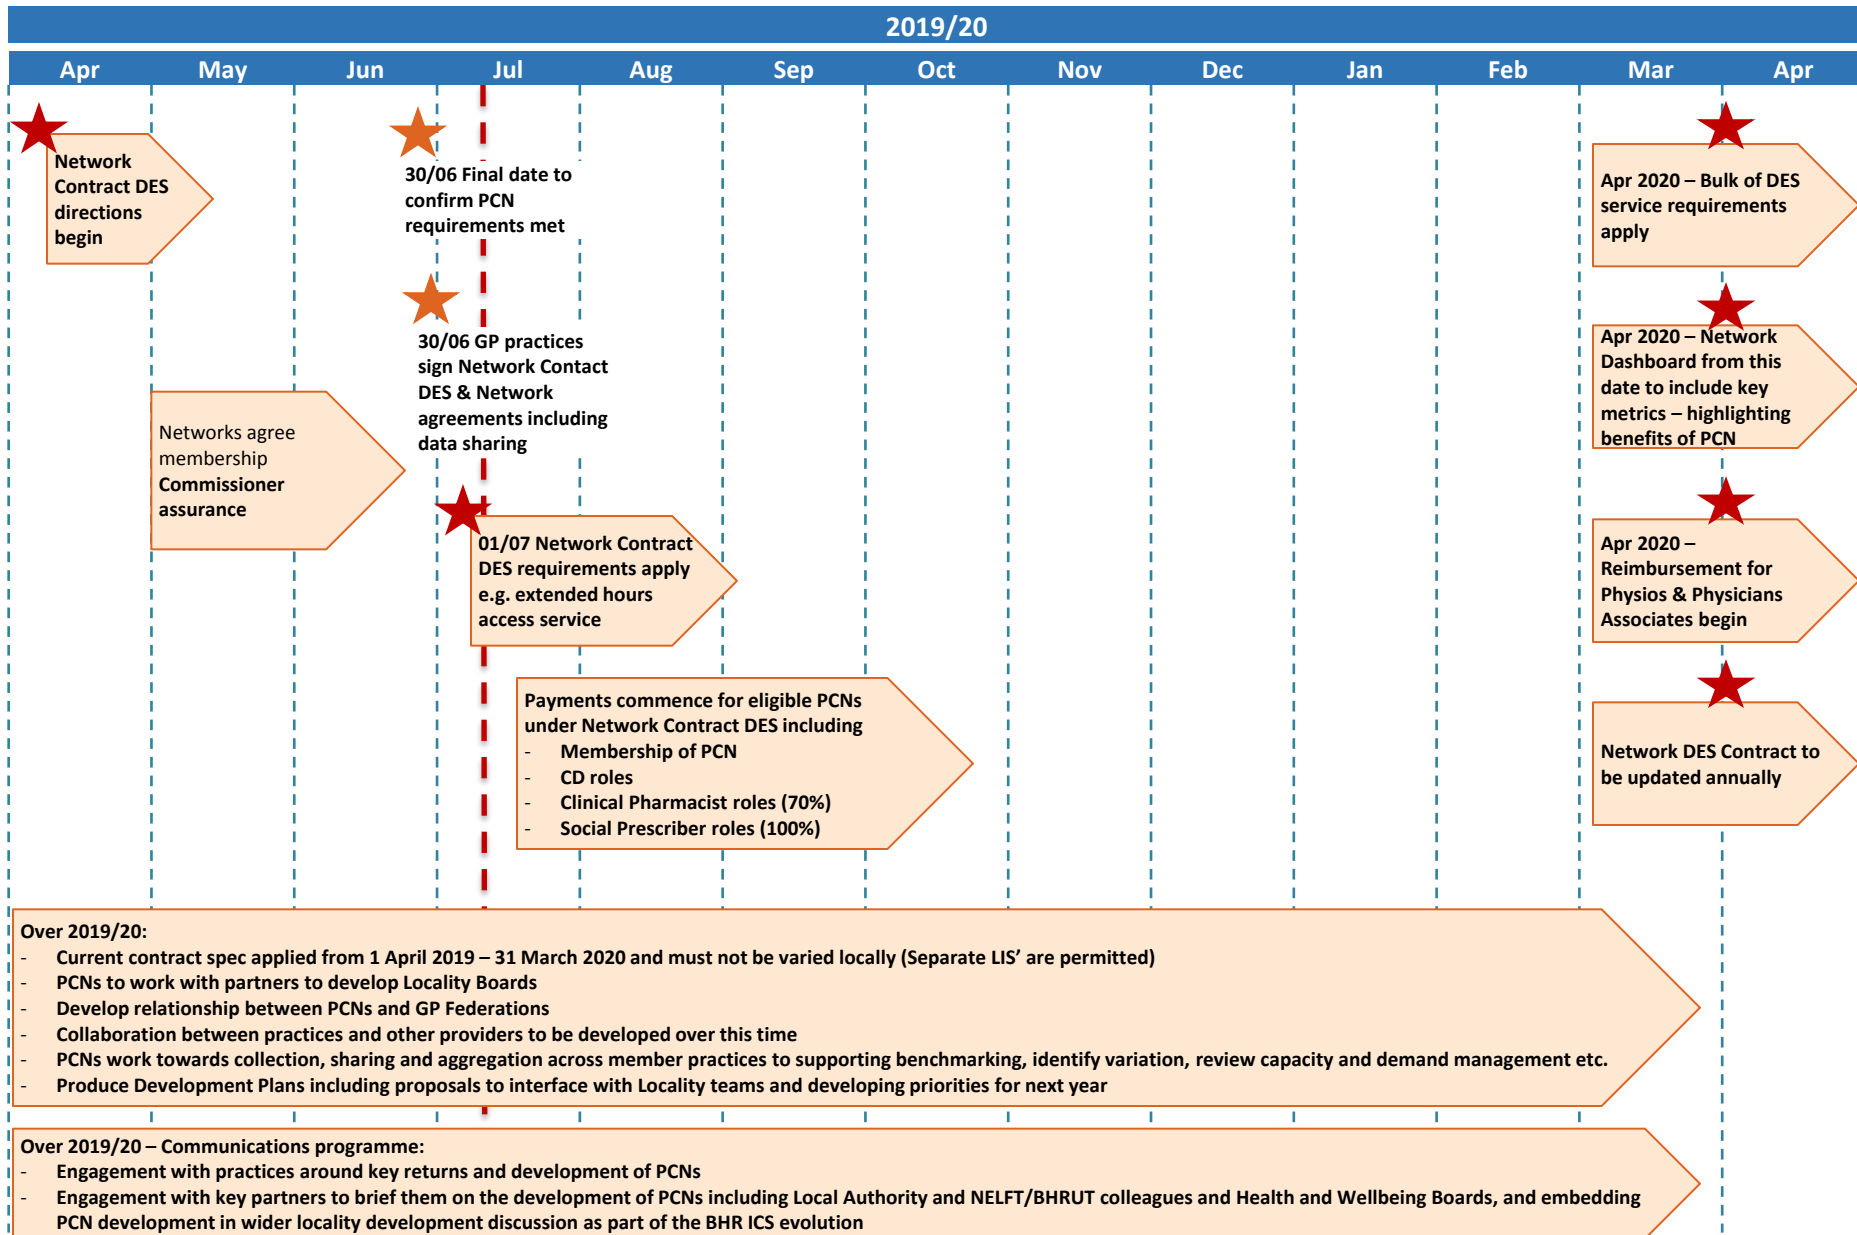 2019/20
Apr May Jun Jul Aug Sep Oct Nov Dec Jan Feb Mar Apr
Network
Contract DES
directions
begin
30/06 Final date to
confirm PCN
requirements met
30/06 GP practices
sign Network Contact
DES & Network
agreements including
data sharing
Networks agree
membership
Commissioner
assurance
01/07 Network Contract
DES requirements apply
e.g. extended hours
access service
Payments commence for eligible PCNs
under Network Contract DES including
- Membership of PCN
- CD roles
- Clinical Pharmacist roles (70%)
- Social Prescriber roles (100%)
Apr 2020 – Bulk of DES
service requirements
apply
Apr 2020 – Network
Dashboard from this
date to include key
metrics – highlighting
benefits of PCN
Apr 2020 –
Reimbursement for
Physios & Physicians
Associates begin
Network DES Contract to
be updated annually
Over 2019/20:
- Current contract spec applied from 1 April 2019 – 31 March 2020 and must not be varied locally (Separate LIS’ are permitted)
- PCNs to work with partners to develop Locality Boards
- Develop relationship between PCNs and GP Federations
- Collaboration between practices and other providers to be developed over this time
- PCNs work towards collection, sharing and aggregation across member practices to supporting benchmarking, identify variation, review capacity and demand management etc.
- Produce Development Plans including proposals to interface with Locality teams and developing priorities for next year
Over 2019/20 – Communications programme:
- Engagement with practices around key returns and development of PCNs
- Engagement with key partners to brief them on the development of PCNs including Local Authority and NELFT/BHRUT colleagues and Health and Wellbeing Boards, and embedding
PCN development in wider locality development discussion as part of the BHR ICS evolution